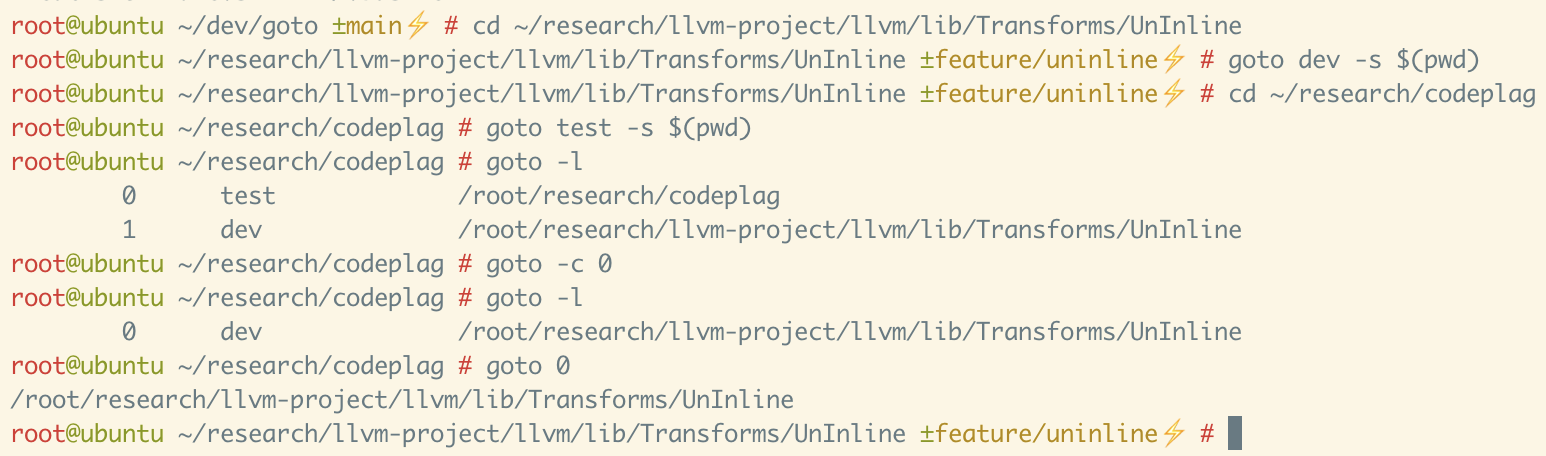 root@ubuntu ~/dev/goto ±main⚡ # cd ~/research/llvm-project/llvm/lib/Transforms/UnInline
root@ubuntu ~/research/llvm-project/llvm/lib/Transforms/UnInline ±feature/uninline⚡ # goto dev -s $(pwd)
root@ubuntu ~/research/llvm-project/llvm/lib/Transforms/UnInline ±feature/uninline⚡ # cd ~/research/codeplag
root@ubuntu ~/research/codeplag # goto test -s $(pwd)
root@ubuntu ~/research/codeplag # goto -l
0 test /root/research/codeplag
1 dev /root/research/llvm-project/llvm/lib/Transforms/UnInline
root@ubuntu ~/research/codeplag # goto -c 0
root@ubuntu ~/research/codeplag # goto -l
0 dev /root/research/llvm-project/llvm/lib/Transforms/UnInline
root@ubuntu ~/research/codeplag # goto 0
/root/research/llvm-project/llvm/lib/Transforms/UnInline
root@ubuntu ~/research/llvm-project/llvm/lib/Transforms/UnInline ±feature/uninline⚡ #